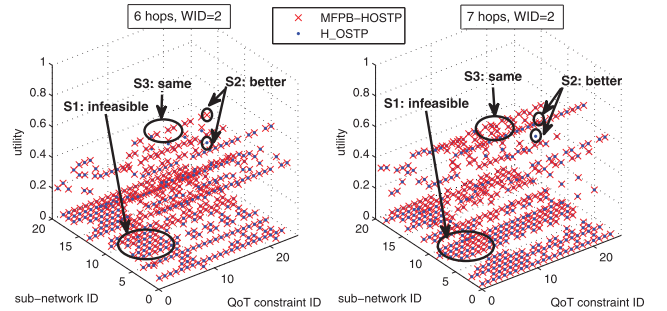 6 hops, WID=2
MFPB-HOSTP
H_OSTP
7 hops, WID=2
1
0.8
0.6
0.4
0.2
0
utility
S3: same
S2: better
S1: infeasible
20
15
10
5
0
sub-network ID
0
10
20
QoT constraint ID
1
0.8
0.6
0.4
0.2
0
utility
S3: same
S2: better
S1: infeasible
20
15
10
5
0
sub-network ID
0
10
20
QoT constraint ID